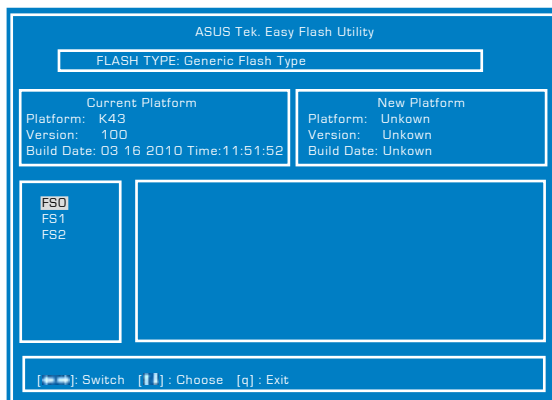 ASUS Tek. Easy Flash Utility
FLASH TYPE: Generic Flash Type
Current Platform
Platform: K43
Version: 100
Build Date: 03 16 2010 Time:11:51:52
New Platform
Platform: Unkown
Version: Unkown
Build Date: Unkown
FS0
FS1
FS2
[←→]: Switch [↑↓] : Choose [q] : Exit